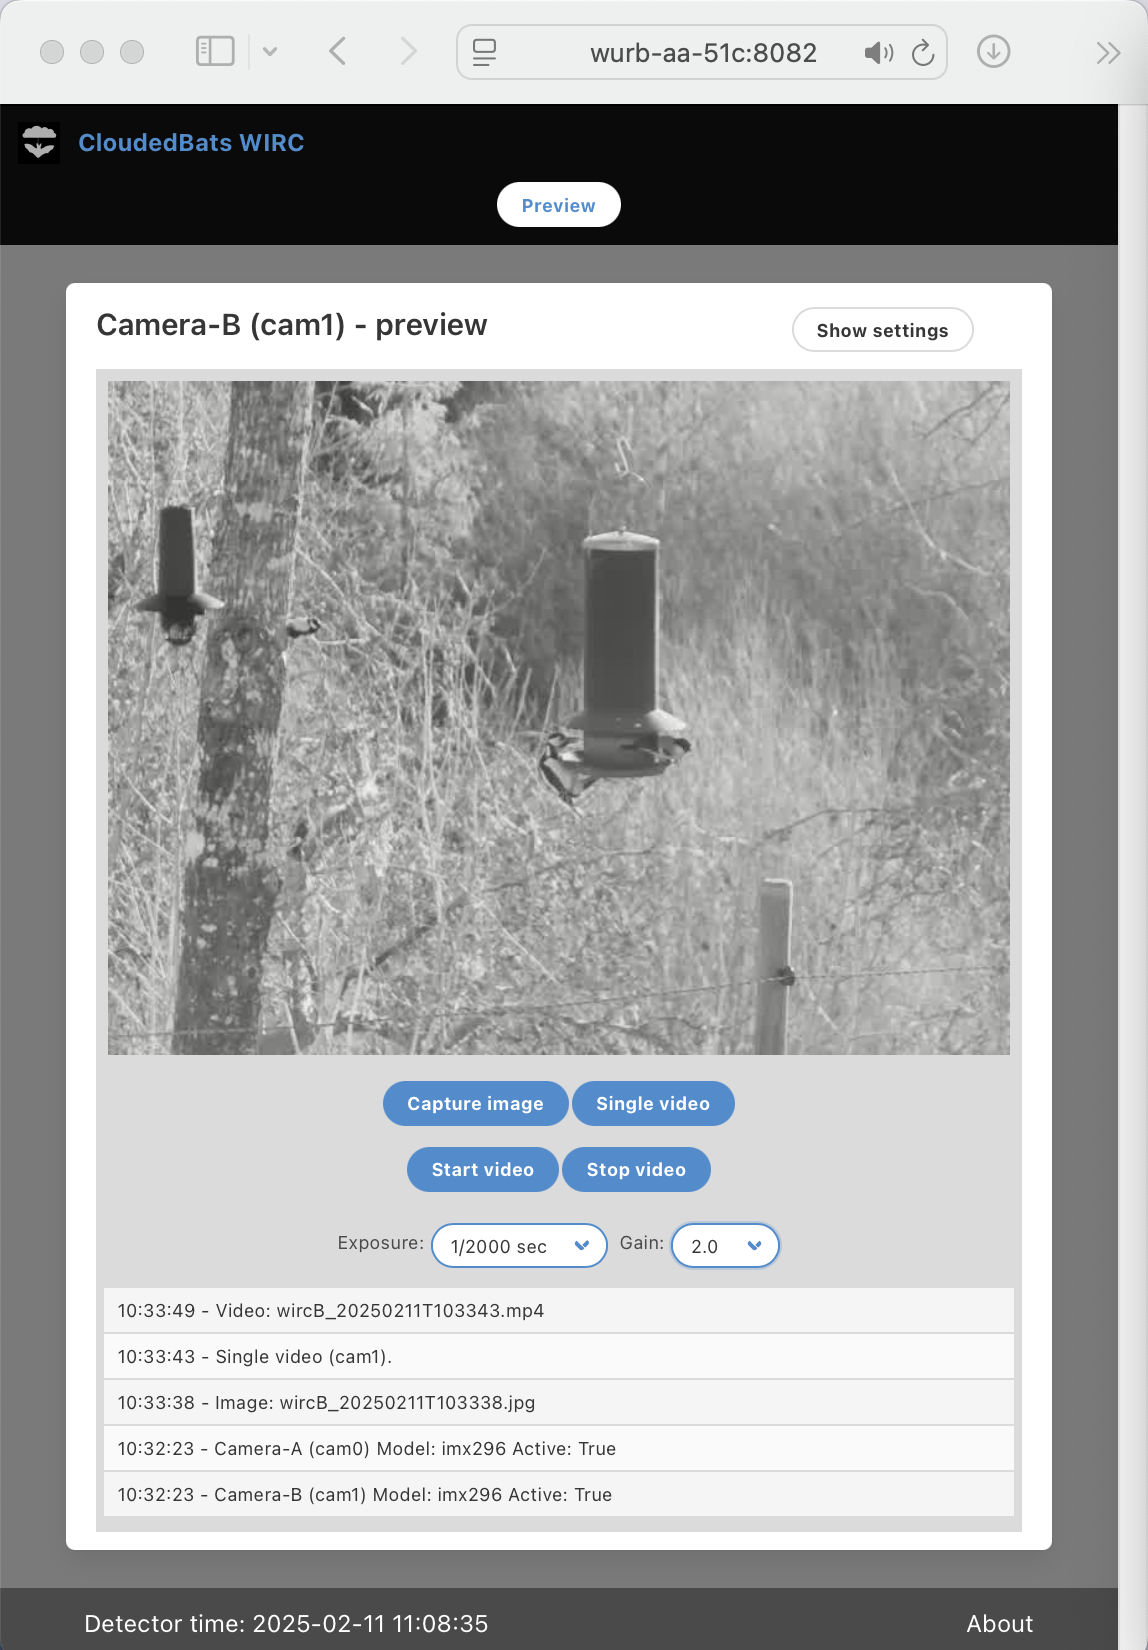 wurb-aa-51c:8082
CloudedBats WIRC
Preview
Camera-B (cam1) - preview
Show settings
Capture image Single video
Start video Stop video
Exposure: 1/2000 sec Gain: 2.0
10:33:49 - Video: wircB_20250211T103343.mp4
10:33:43 - Single video (cam1).
10:33:38 - Image: wircB_20250211T103338.jpg
10:32:23 - Camera-A (cam0) Model: imx296 Active: True
10:32:23 - Camera-B (cam1) Model: imx296 Active: True
Detector time: 2025-02-11 11:08:35 About